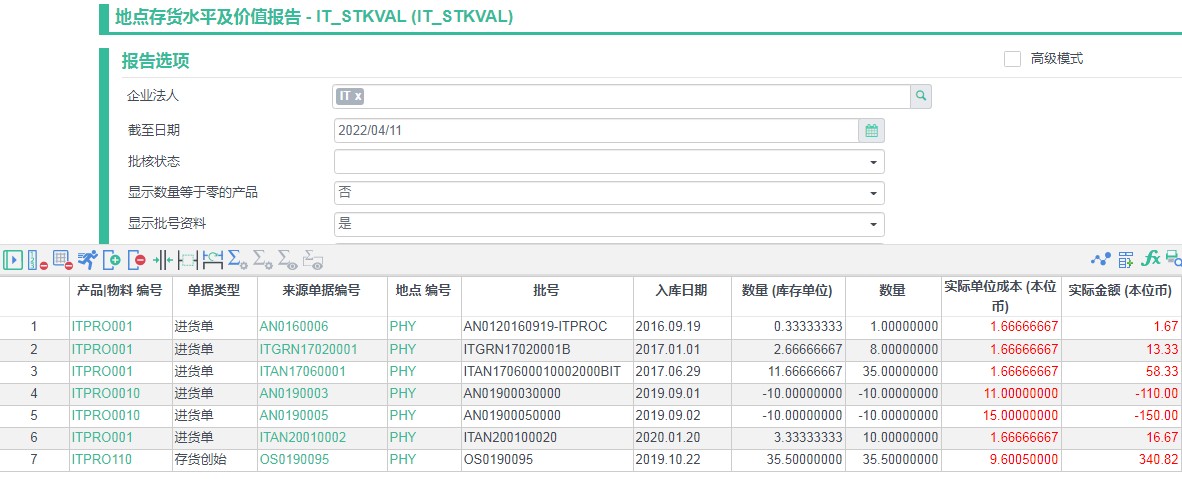 地点存货水平及价值报告 - IT_STKVAL (IT_STKVAL)
报告选项 高级模式
企业法人 IT x
截至日期 2022/04/11
批核状态
显示数量等于零的产品 否
显示批号资料 是
产品|物料 编号 单据类型 来源单据编号 地点 编号 批号 入库日期 数量 (库存单位) 数量 实际单位成本 (本位币) 实际金额 (本位币)
1 ITPRO001 进货单 AN0160006 PHY AN0120160919-ITPROC 2016.09.19 0.33333333 1.00000000 1.66666667 1.67
2 ITPRO001 进货单 ITGRN17020001 PHY ITGRN17020001B 2017.01.01 2.66666667 8.00000000 1.66666667 13.33
3 ITPRO001 进货单 ITAN17060001 PHY ITAN170600010002000BIT 2017.06.29 11.66666667 35.00000000 1.66666667 58.33
4 ITPRO0010 进货单 AN0190003 PHY AN01900030000 2019.09.01 -10.00000000 -10.00000000 11.00000000 -110.00
5 ITPRO0010 进货单 AN0190005 PHY AN01900050000 2019.09.02 -10.00000000 -10.00000000 15.00000000 -150.00
6 ITPRO001 进货单 ITAN20010002 PHY ITAN200100020 2020.01.20 3.33333333 10.00000000 1.66666667 16.67
7 ITPRO110 存货创始 OS0190095 PHY OS0190095 2019.10.22 35.50000000 35.50000000 9.60050000 340.82